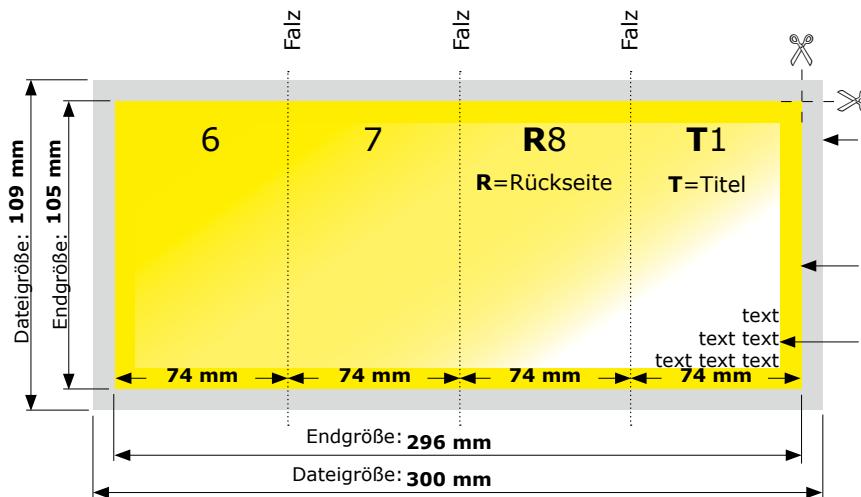 Falz
Falz
Falz
6
7
R8
T1
R=Rückseite
T=Titel
Dateigröße: 109 mm
Endgröße: 105 mm
text
text text
text text text
74 mm
74 mm
74 mm
74 mm
Endgröße: 296 mm
Dateigröße: 300 mm